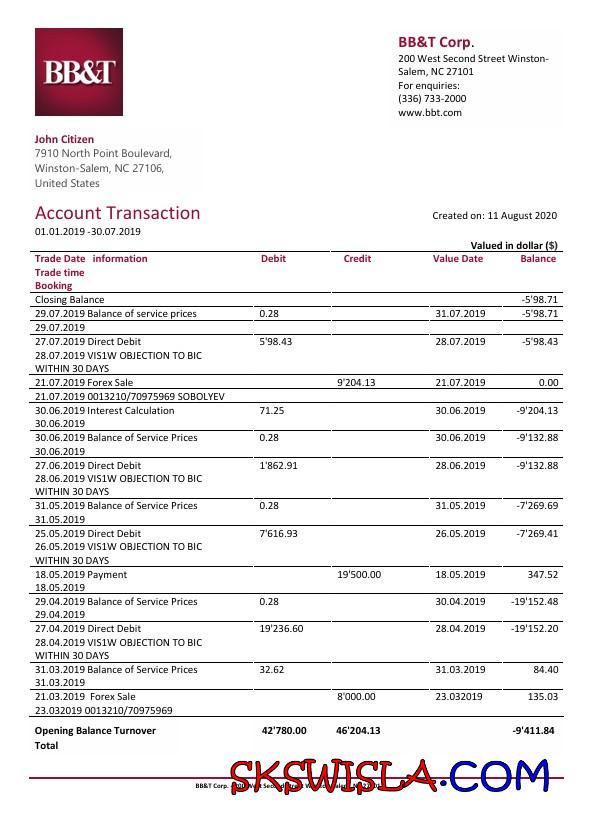 BB&T
BB&T Corp.
200 West Second Street Winston-
Salem, NC 27101
For enquiries:
(336) 733-2000
www.bbt.com
John Citizen
7910 North Point Boulevard,
Winston-Salem, NC 27106,
United States
Account Transaction
Created on: 11 August 2020
01.01.2019 -30.07.2019
Valued in dollar ($)
Trade Date information Debit Credit Value Date Balance
Trade time
Booking
Closing Balance -5'98.71
29.07.2019 Balance of service prices 0.28 31.07.2019 -5'98.71
29.07.2019
27.07.2019 Direct Debit 5'98.43 28.07.2019 -5'98.43
28.07.2019 VIS1W OBJECTION TO BIC
WITHIN 30 DAYS
21.07.2019 Forex Sale 9'204.13 21.07.2019 0.00
21.07.2019 0013210/70975969 SOBOLYEV
30.06.2019 Interest Calculation 71.25 30.06.2019 -9'204.13
30.06.2019
30.06.2019 Balance of Service Prices 0.28 30.06.2019 -9'132.88
30.06.2019
27.06.2019 Direct Debit 1'862.91 28.06.2019 -9'132.88
28.06.2019 VIS1W OBJECTION TO BIC
WITHIN 30 DAYS
31.05.2019 Balance of Service Prices 0.28 31.05.2019 -7'269.69
31.05.2019
25.05.2019 Direct Debit 7'616.93 26.05.2019 -7'269.41
26.05.2019 VIS1W OBJECTION TO BIC
WITHIN 30 DAYS
18.05.2019 Payment 19'500.00 18.05.2019 347.52
18.05.2019
29.04.2019 Balance of Service Prices 0.28 30.04.2019 -19'152.48
29.04.2019
27.04.2019 Direct Debit 19'236.60 28.04.2019 -19'152.20
28.04.2019 VIS1W OBJECTION TO BIC
WITHIN 30 DAYS
31.03.2019 Balance of Service Prices 32.62 31.03.2019 84.40
31.03.2019
21.03.2019 Forex Sale 8'000.00 23.032019 135.03
23.032019 0013210/70975969
Opening Balance Turnover 42'780.00 46'204.13 -9'411.84
Total
SKSWISLA.COM
BB&T Corp.